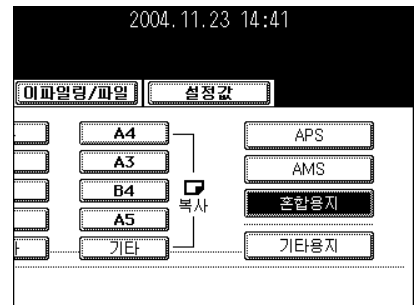 2004.11.23 14:41
이파일링/파일 설정값
A4 APS
A3 AMS
B4 복사 혼합용지
A5
기타 기타용지